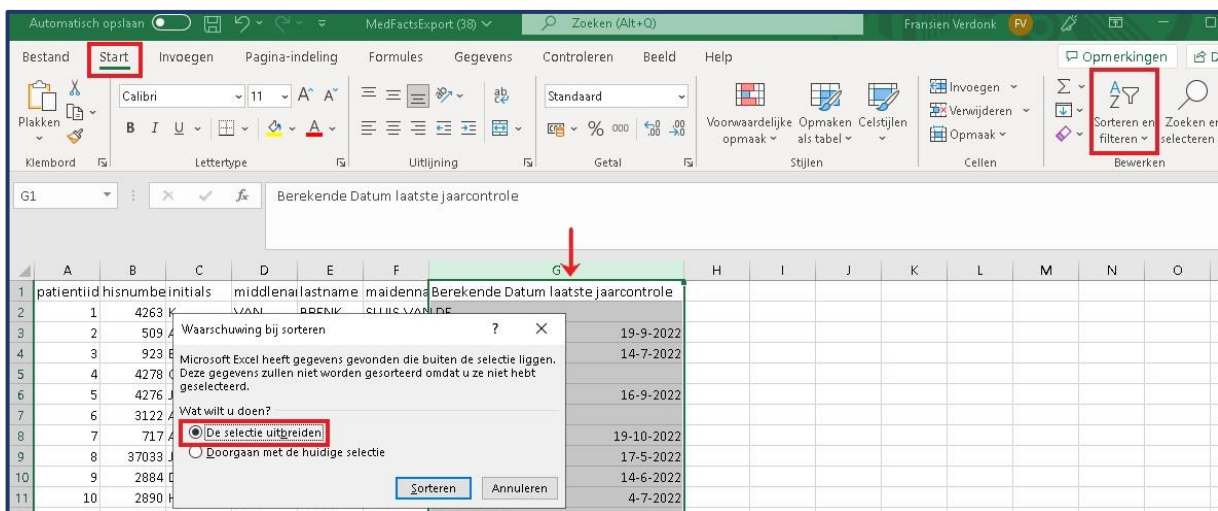 Automatisch opslaan
MedFactsExport (38)
Zoeken (Alt+Q)
Fransien Verdonk FV
Bestand Start Invoegen Pagina-indeling Formules Gegevens Controleren Beeld Help Opmerkingen
Plakken
Klembord
Calibri 11 A A
B I U A
Lettertype
ab
Uitlijning
Standaard
% 000
Getal
Voorwaardelijke opmaak
Opmaken als tabel
Celstijlen
Stijlen
Invoegen
Verwijderen
Opmaak
Cellen
Sorteren en filteren
Zoeken en selecteren
Bewerken
G1 fx Berekende Datum laatste jaarcontrole
A B C D E F G H I J K L M N O
1 patientiid hisnumbe initials middlenai lastname maidenna Berekende Datum laatste jaarcontrole
2 1 4263 K VAN BRENK SLUIS VAN DE
3 2 509 A 19-9-2022
4 3 923 E 14-7-2022
5 4 4278
6 5 4276 J 16-9-2022
7 6 3122 A
8 7 717 A 19-10-2022
9 8 37033 J 17-5-2022
10 9 2884 D 14-6-2022
11 10 2890 H 4-7-2022
Waarschuwing bij sorteren ? ×
Microsoft Excel heeft gegevens gevonden die buiten de selectie liggen.
Deze gegevens zullen niet worden gesorteerd omdat u ze niet hebt
geselecteerd.
Wat wilt u doen?
De selectie uitbreiden
Doorgaan met de huidige selectie
Sorteren Annuleren